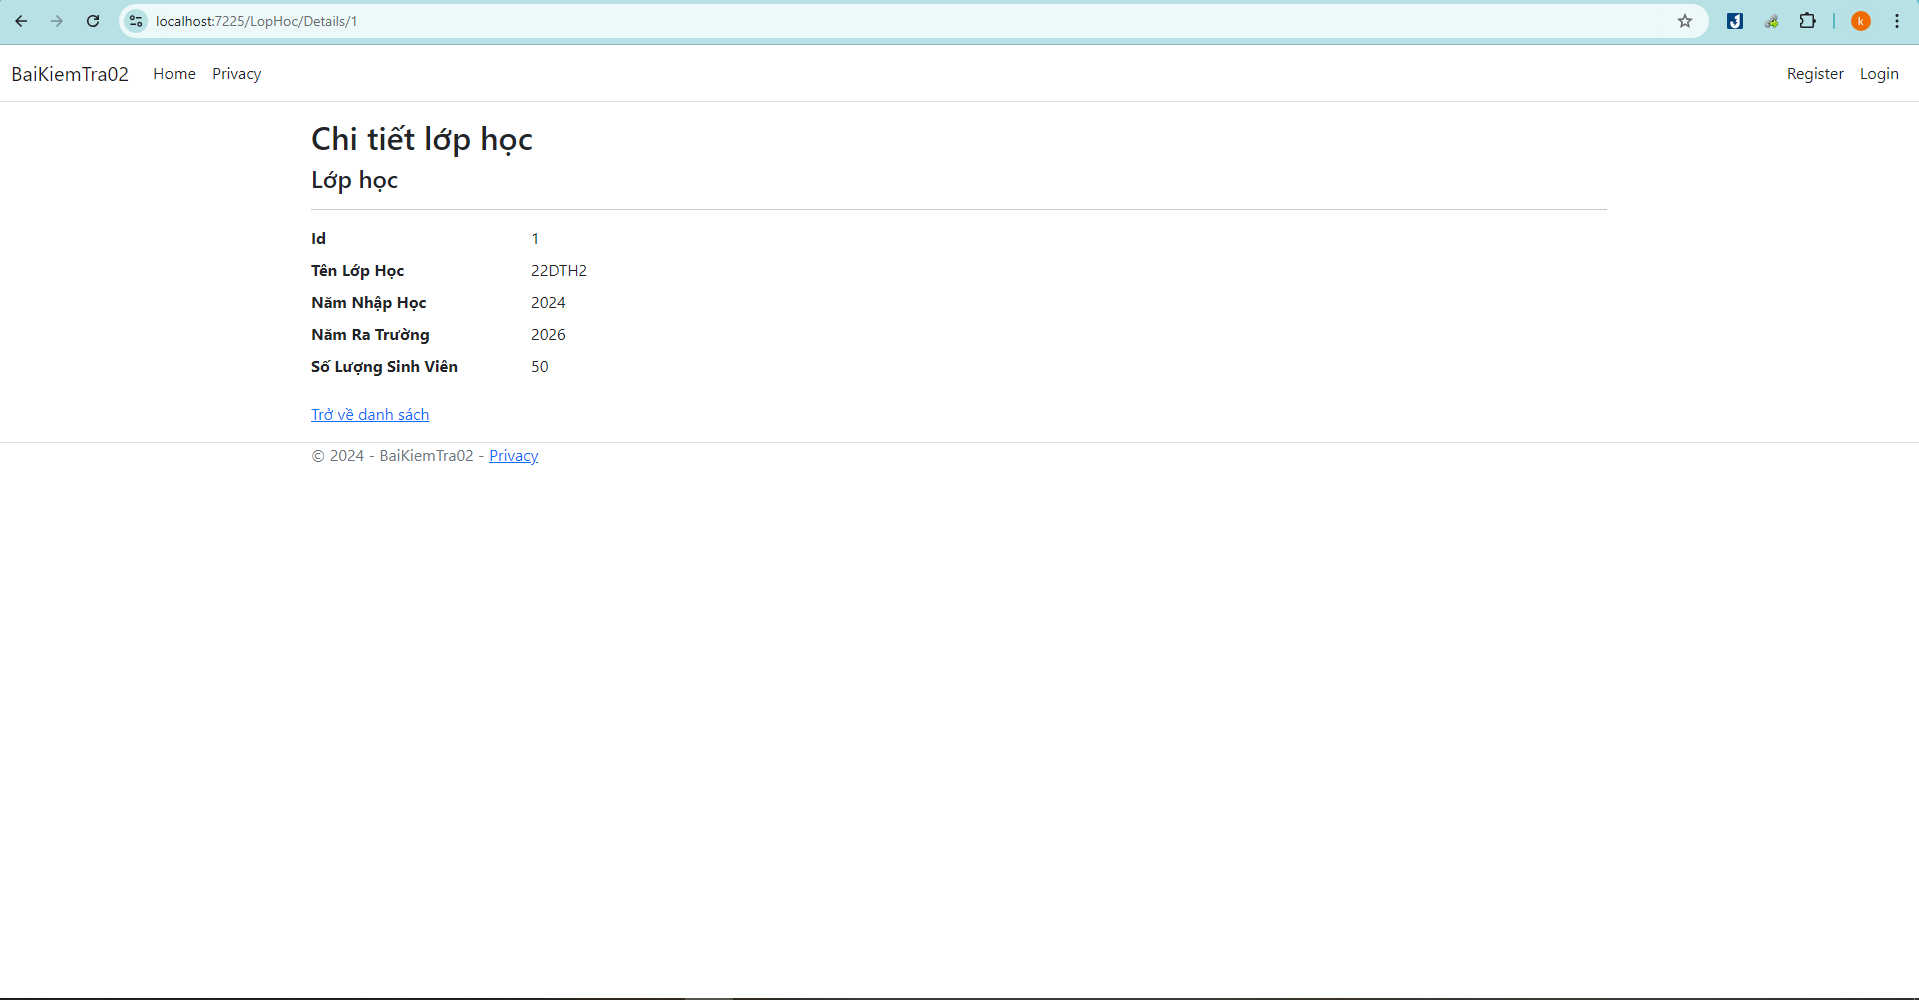 localhost:7225/LopHoc/Details/1
k
BaiKiemTra02 Home Privacy Register Login
Chi tiết lớp học
Lớp học
Id 1
Tên Lớp Học 22DTH2
Năm Nhập Học 2024
Năm Ra Trường 2026
Số Lượng Sinh Viên 50
Trở về danh sách
© 2024 - BaiKiemTra02 - Privacy